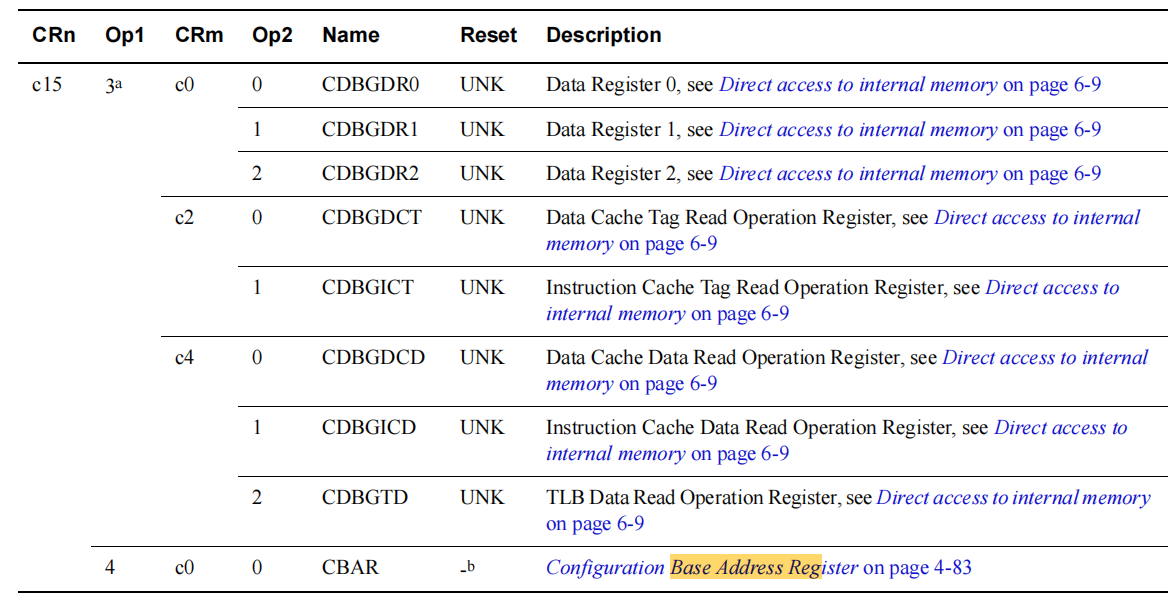 CRn Op1 CRm Op2 Name Reset Description
c15 3a c0 0 CDBGDR0 UNK Data Register 0, see Direct access to internal memory on page 6-9
1 CDBGDR1 UNK Data Register 1, see Direct access to internal memory on page 6-9
2 CDBGDR2 UNK Data Register 2, see Direct access to internal memory on page 6-9
c2 0 CDBGDCT UNK Data Cache Tag Read Operation Register, see Direct access to internal
memory on page 6-9
1 CDBGICT UNK Instruction Cache Tag Read Operation Register, see Direct access to
internal memory on page 6-9
c4 0 CDBGDCD UNK Data Cache Data Read Operation Register, see Direct access to internal
memory on page 6-9
1 CDBGICD UNK Instruction Cache Data Read Operation Register, see Direct access to
internal memory on page 6-9
2 CDBGTD UNK TLB Data Read Operation Register, see Direct access to internal memory
on page 6-9
4 c0 0 CBAR -b Configuration Base Address Register on page 4-83